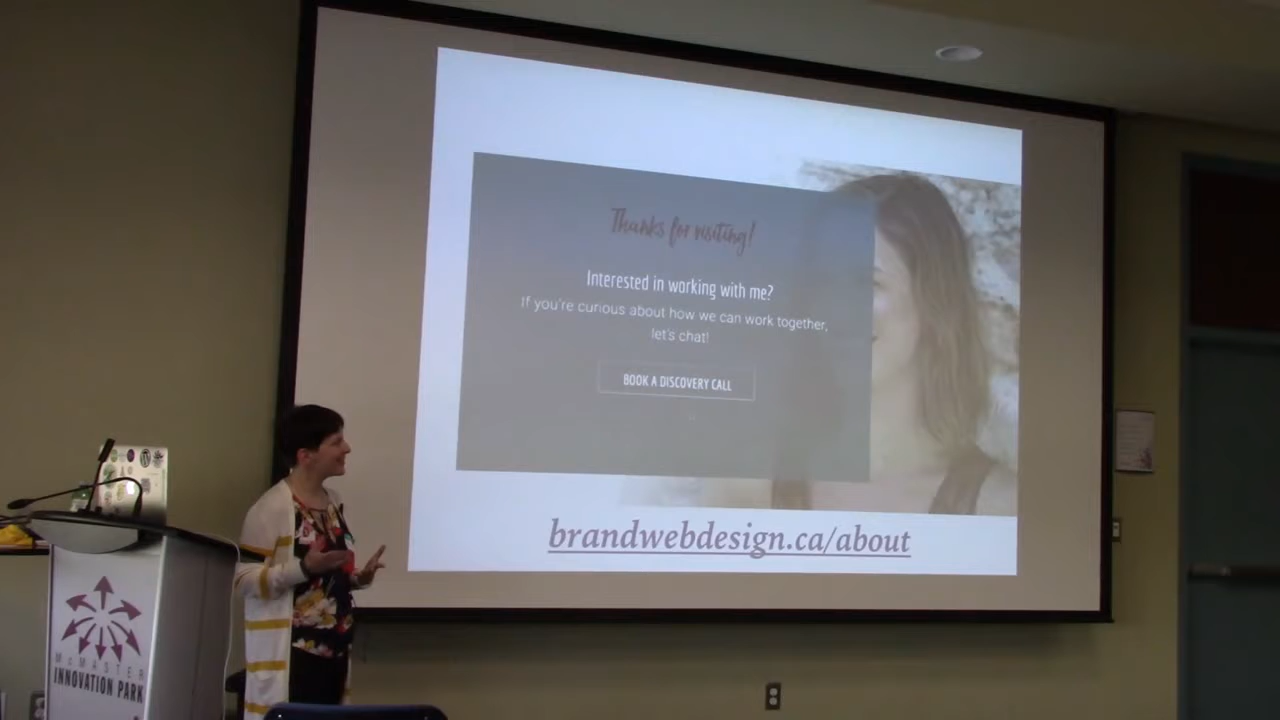 Thanks for visiting!
Interested in working with me?
If you're curious about how we can work together,
let's chat!
BOOK A DISCOVERY CALL
brandwebdesign.ca/about
McMASTER
INNOVATION PARK